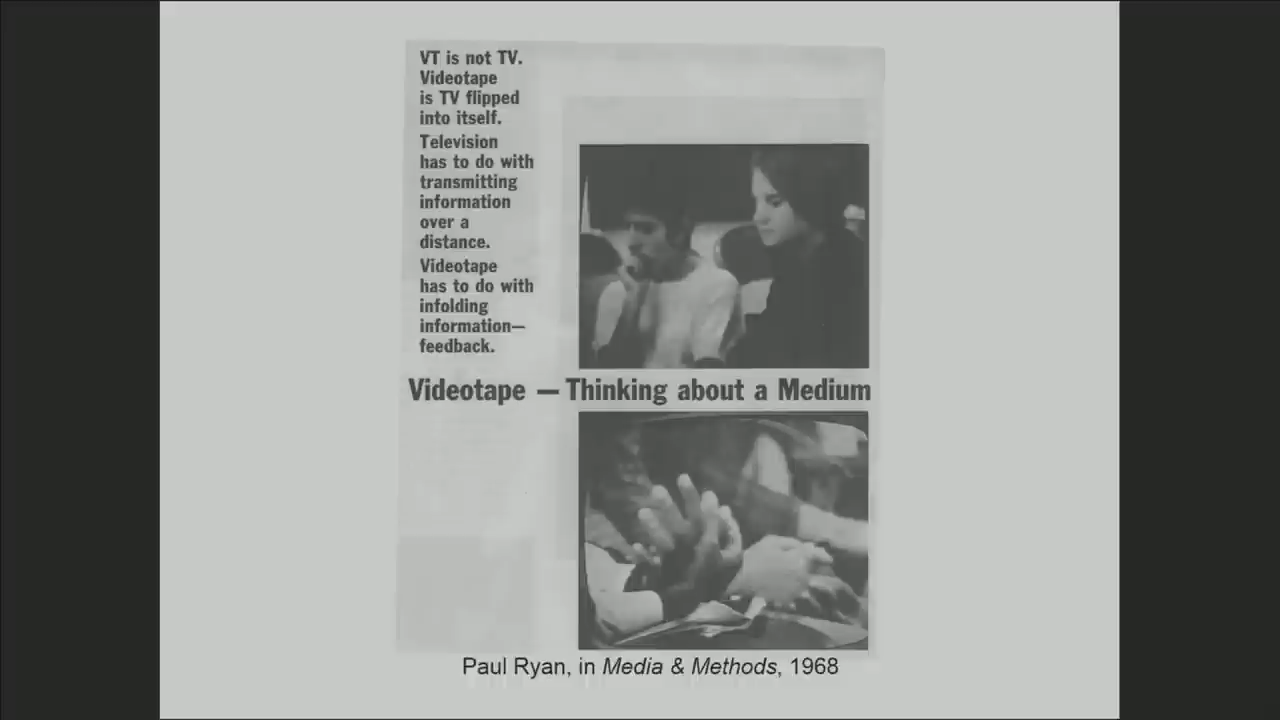 VT is not TV.
Videotape
is TV flipped
into itself.
Television
has to do with
transmitting
information
over a
distance.
Videotape
has to do with
infolding
information—
feedback.
Videotape — Thinking about a Medium
Paul Ryan, in Media & Methods, 1968